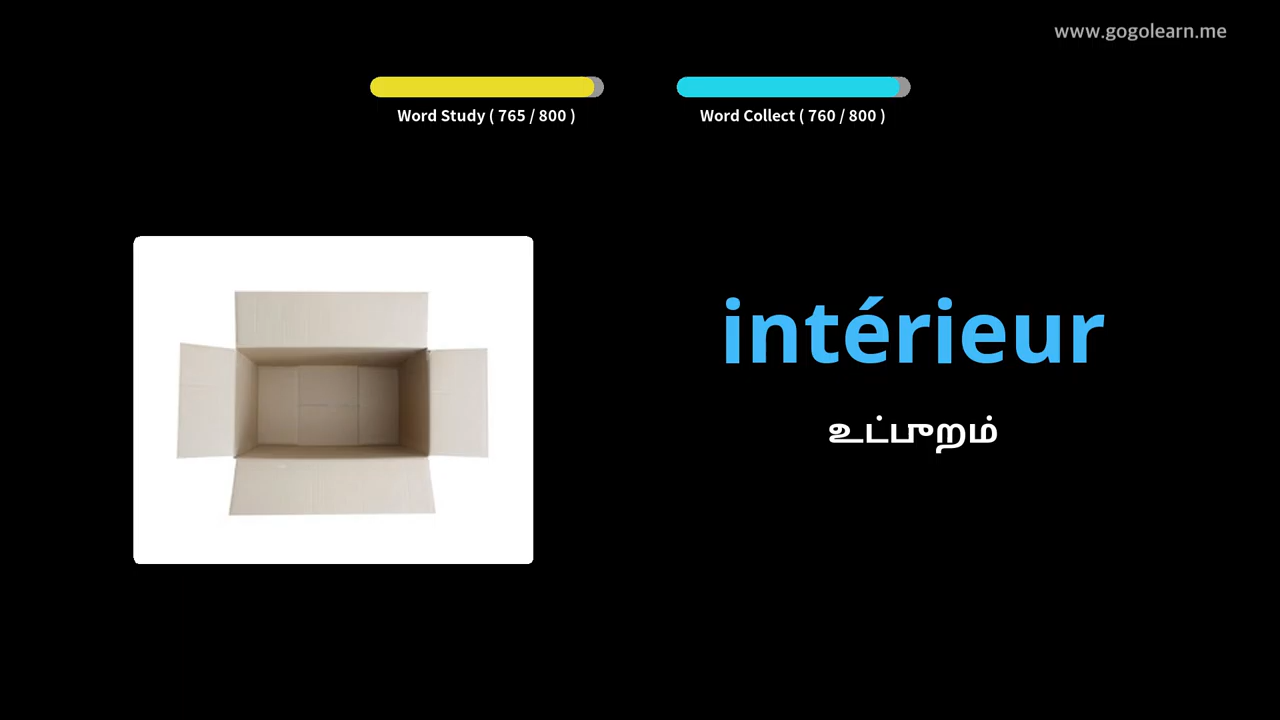 www.gogolearn.me
Word Study ( 765 / 800 )
Word Collect ( 760 / 800 )
intérieur
உட்புறம்